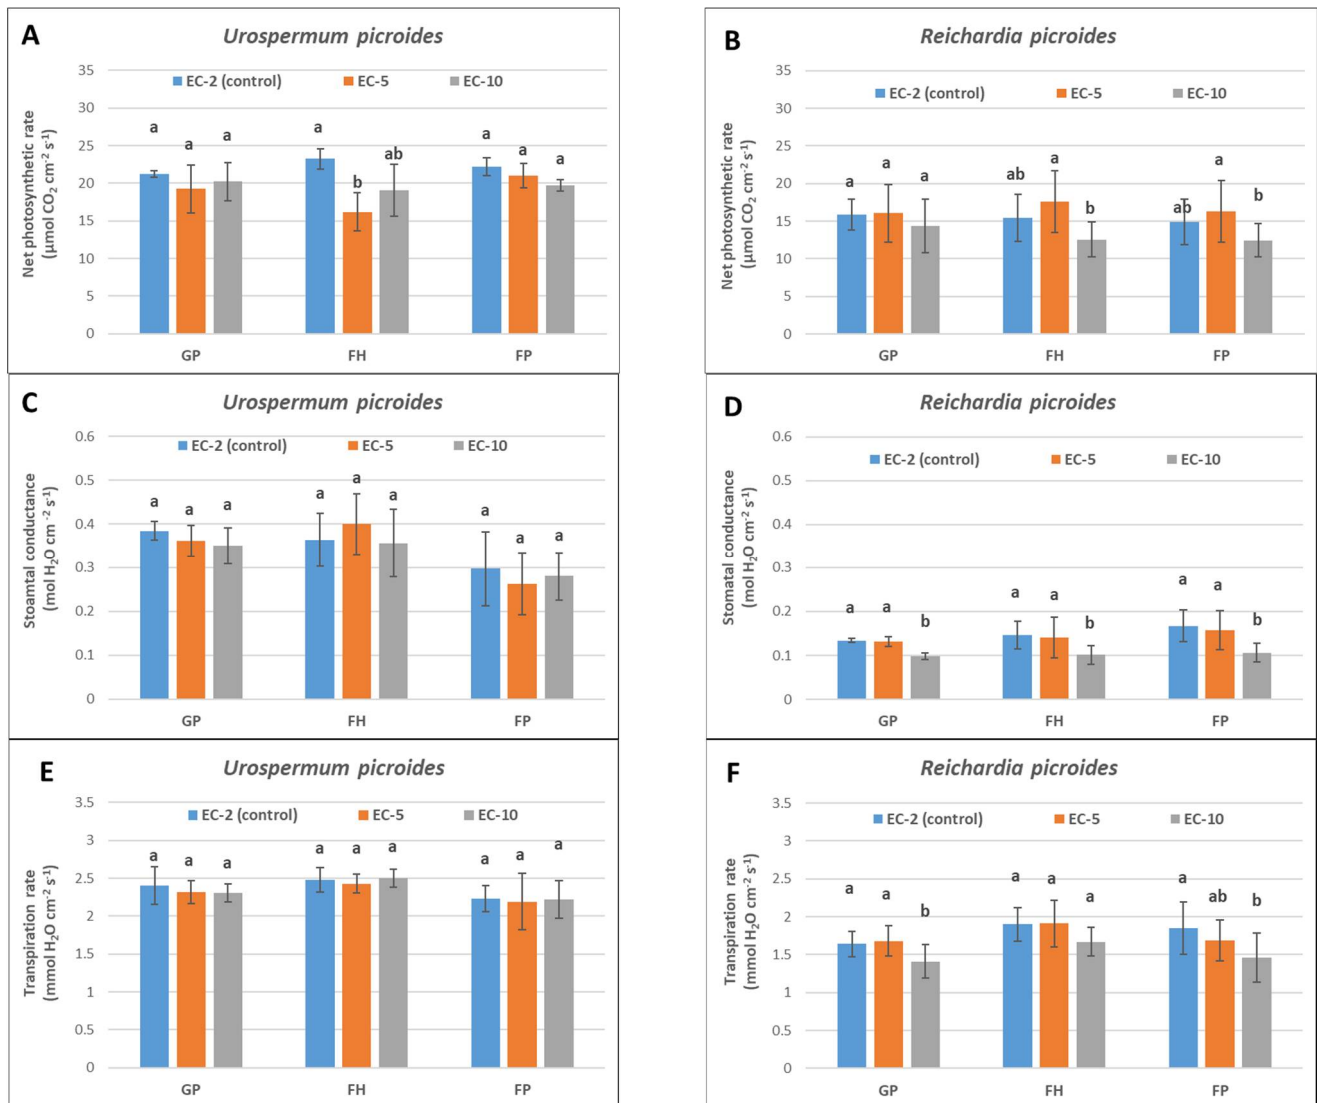 A
Urospermum picroides
Net photosynthetic rate
(µmol CO₂ cm⁻² s⁻¹)
EC-2 (control) EC-5 EC-10
35
30
25
20
15
10
5
0
a a a
a b ab
a a a
GP FH FP
B
Reichardia picroides
Net photosynthetic rate
(µmol CO₂ cm⁻² s⁻¹)
EC-2 (control) EC-5 EC-10
35
30
25
20
15
10
5
0
a a a
ab a b
ab a b
GP FH FP
C
Urospermum picroides
Stoamtal conductance
(mol H₂O cm⁻² s⁻¹)
EC-2 (control) EC-5 EC-10
0.6
0.5
0.4
0.3
0.2
0.1
0
a a a
a a a
a a a
GP FH FP
D
Reichardia picroides
Stomatal conductance
(mol H₂O cm⁻² s⁻¹)
EC-2 (control) EC-5 EC-10
0.6
0.5
0.4
0.3
0.2
0.1
0
a a b
a a b
a a b
GP FH FP
E
Urospermum picroides
Transpiration rate
(mmol H₂O cm⁻² s⁻¹)
EC-2 (control) EC-5 EC-10
3.5
3
2.5
2
1.5
1
0.5
0
a a a
a a a
a a a
GP FH FP
F
Reichardia picroides
Transpiration rate
(mmol H₂O cm⁻² s⁻¹)
EC-2 (control) EC-5 EC-10
3.5
3
2.5
2
1.5
1
0.5
0
a a b
a a a
a ab b
GP FH FP